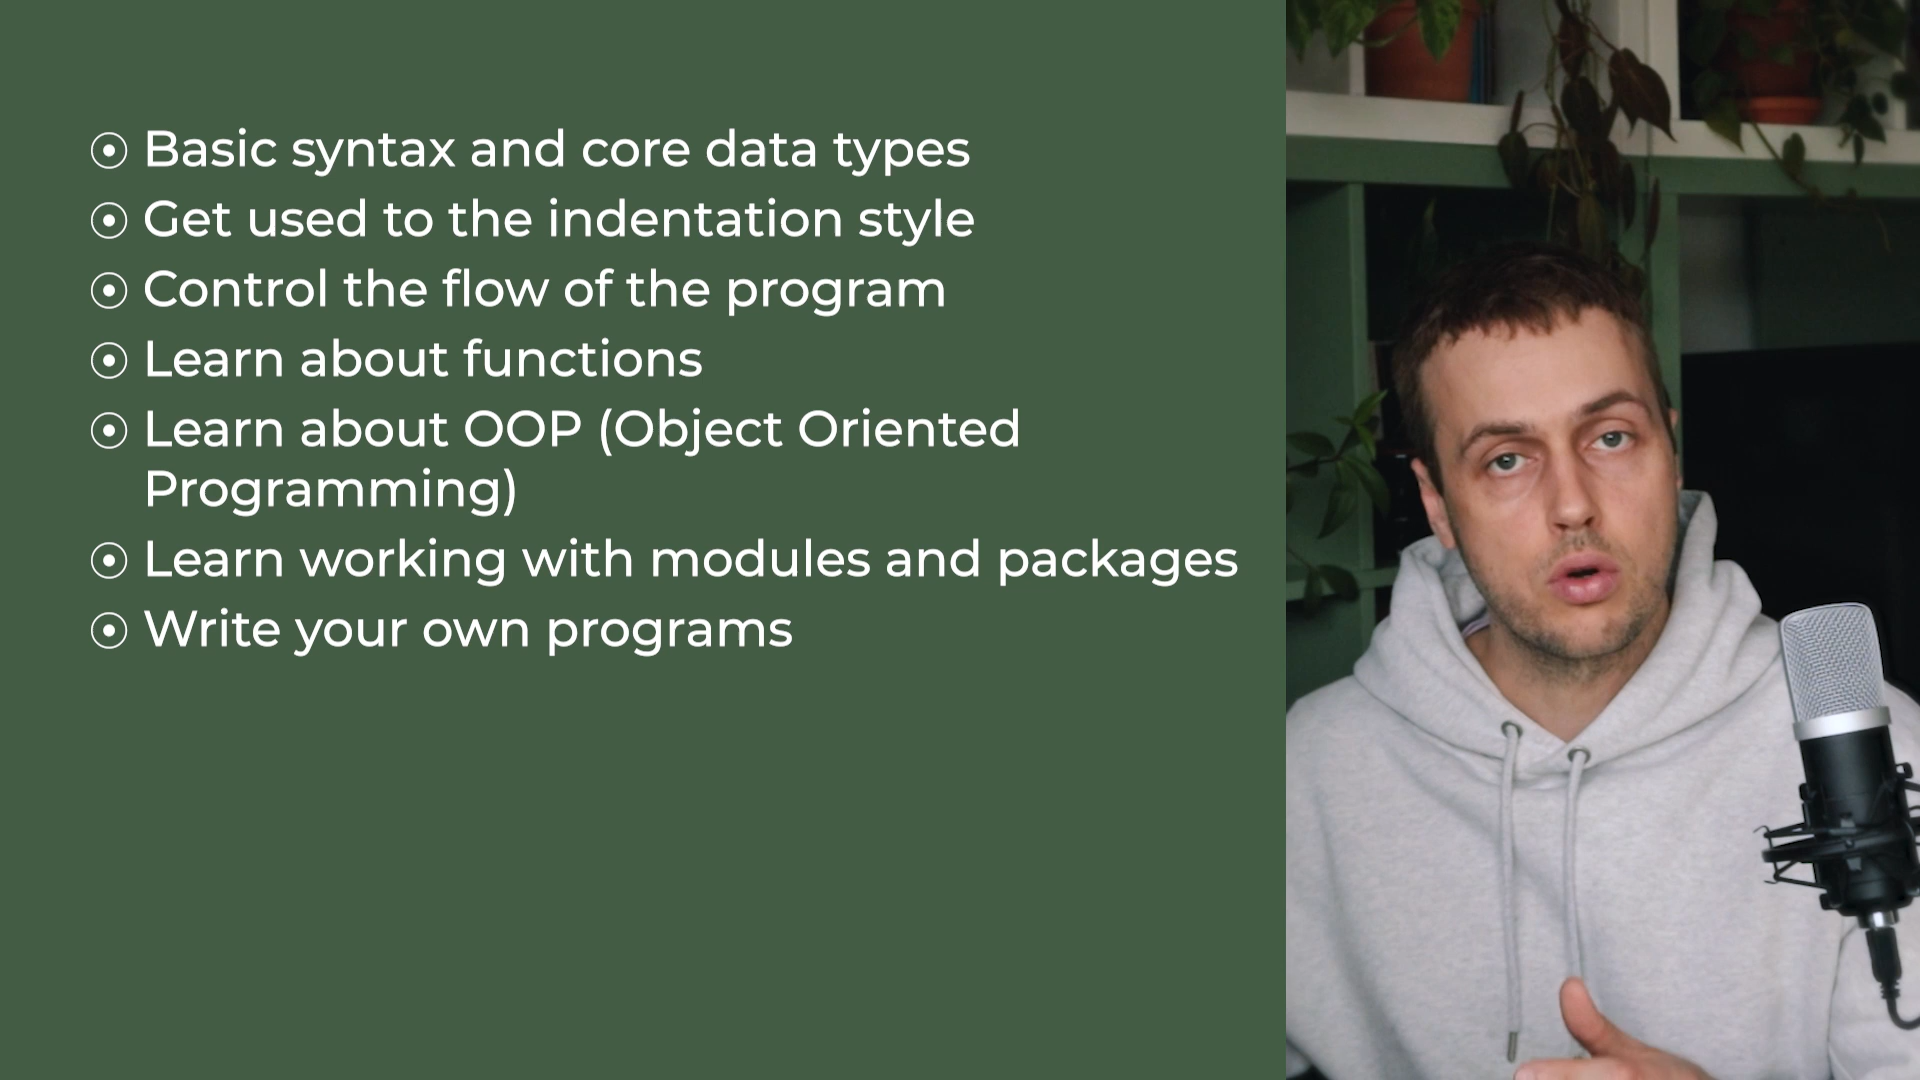 Basic syntax and core data types
Get used to the indentation style
Control the flow of the program
Learn about functions
Learn about OOP (Object Oriented
Programming)
Learn working with modules and packages
Write your own programs